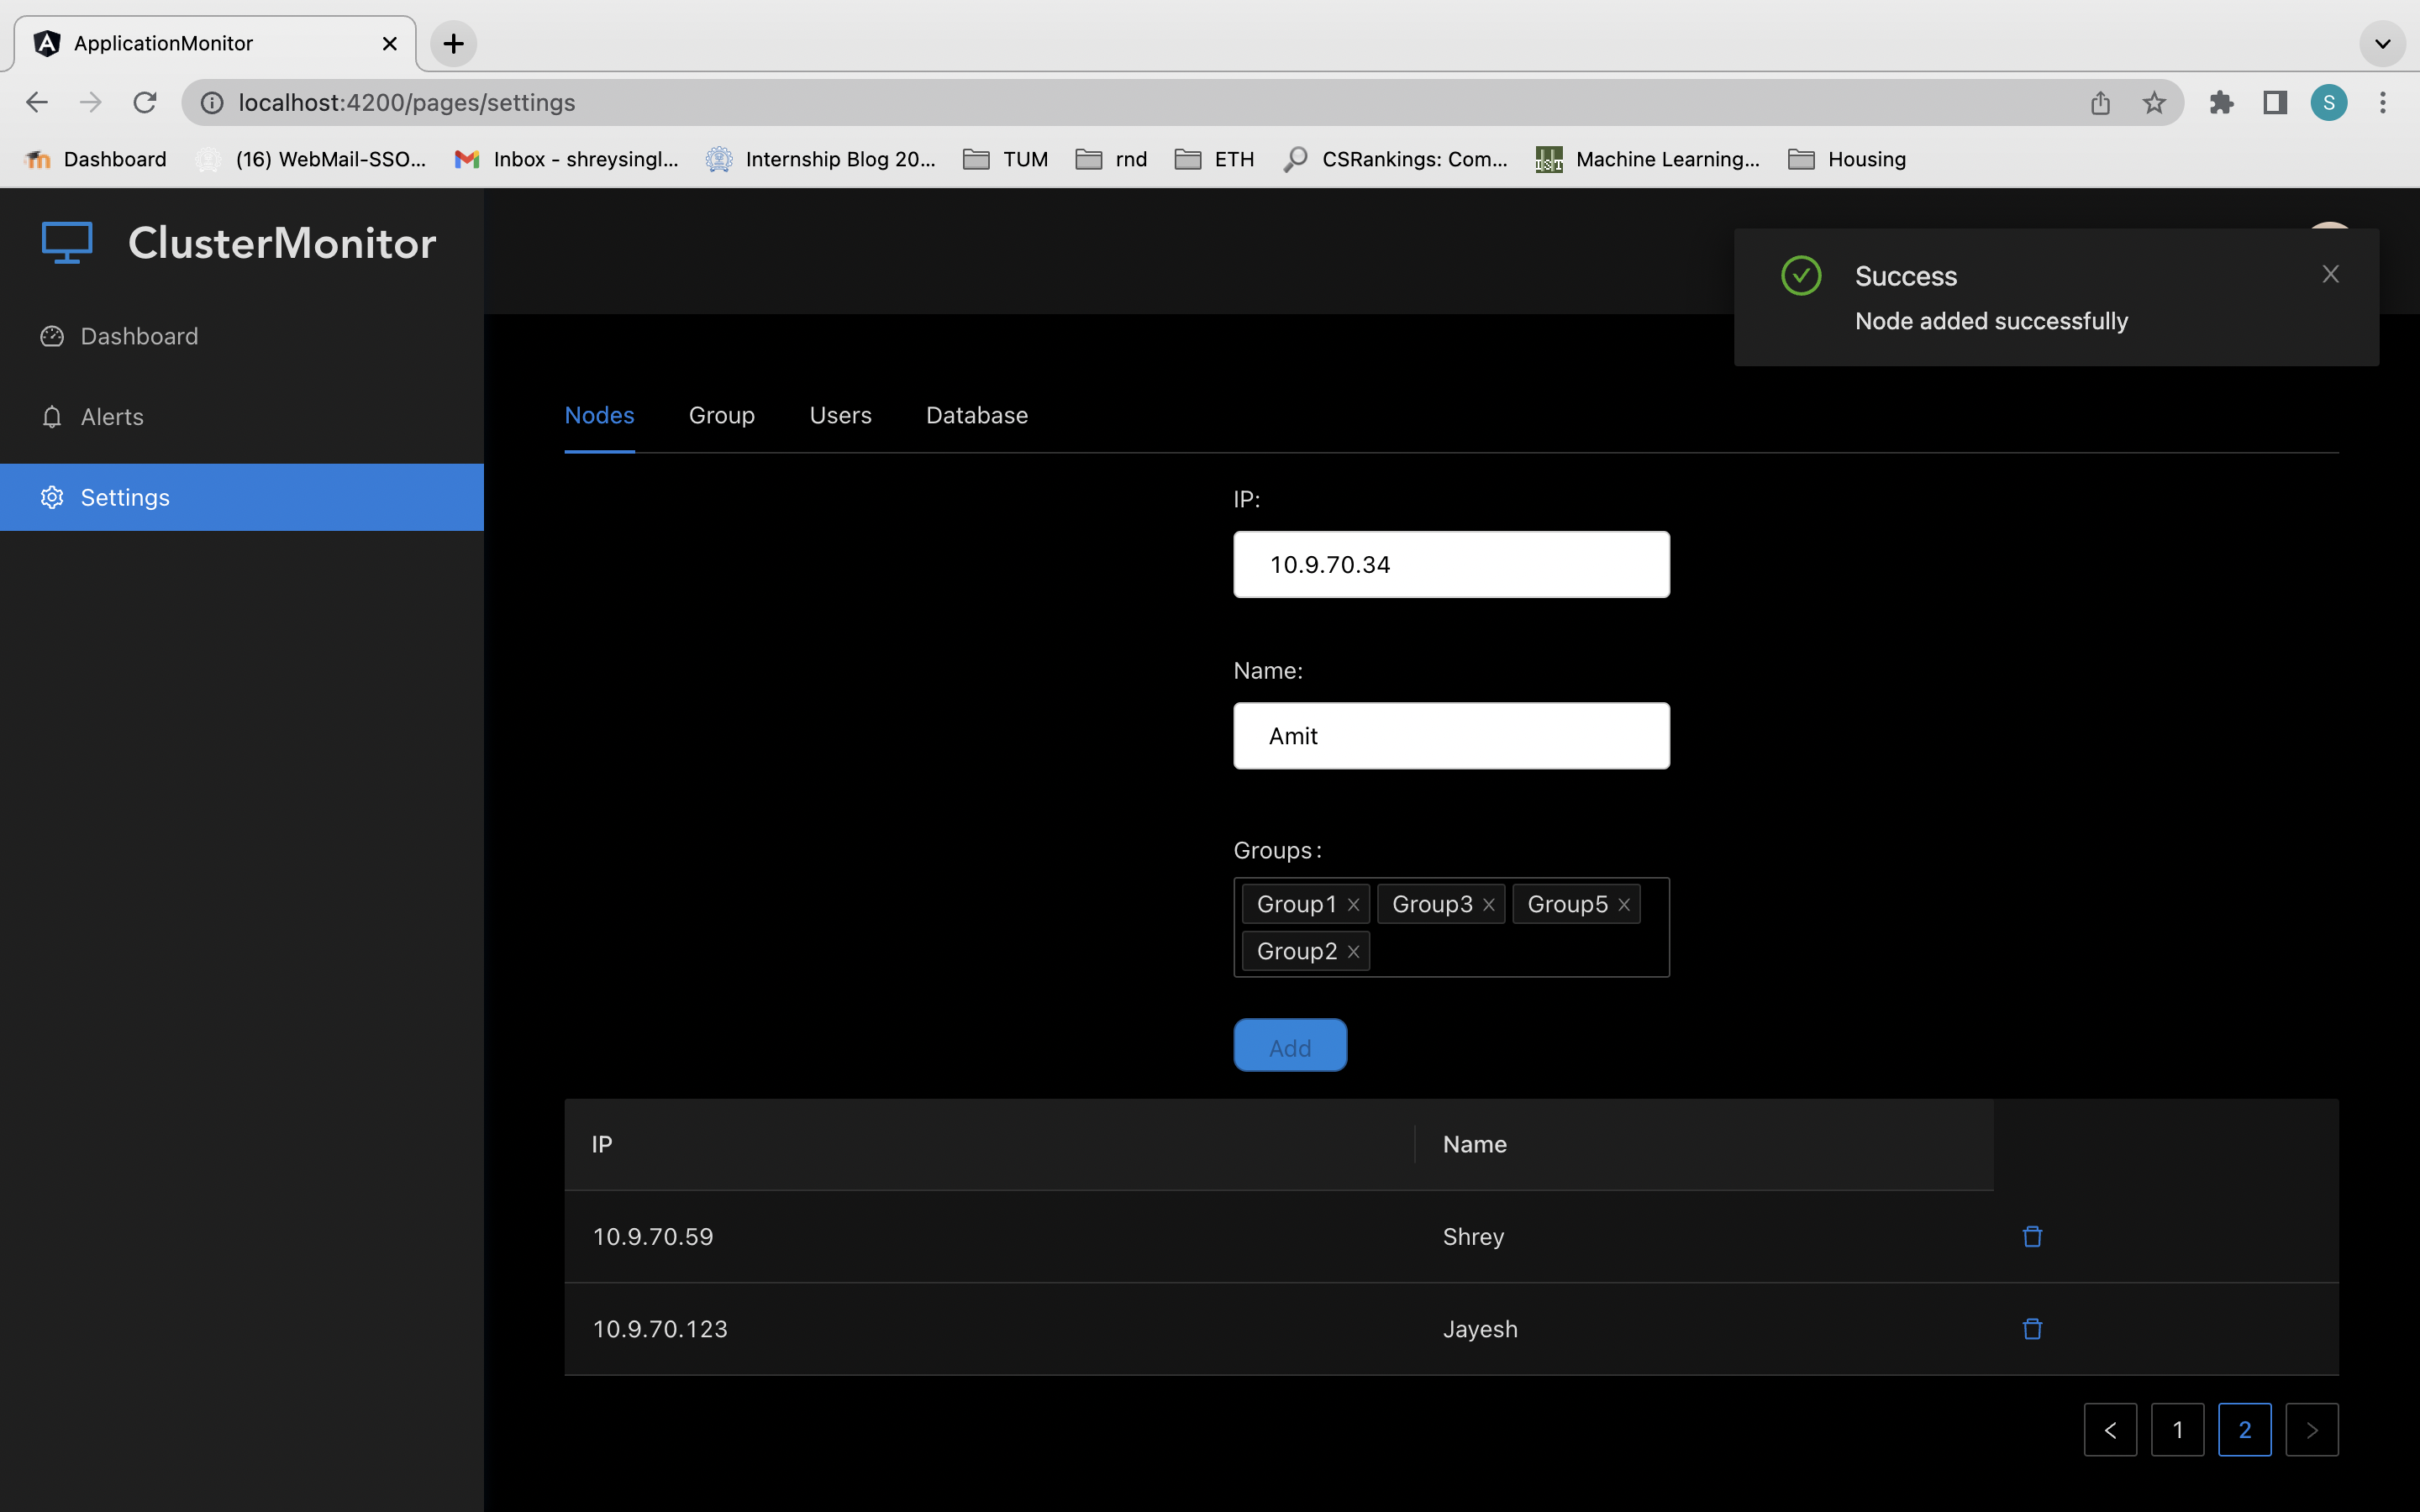 ApplicationMonitor
localhost:4200/pages/settings
S
Dashboard
(16) WebMail-SSO...
Inbox - shreysingl...
Internship Blog 20...
TUM
rnd
ETH
CSRankings: Com...
Machine Learning...
Housing
ClusterMonitor
Success
Node added successfully
Dashboard
Alerts
Settings
Nodes
Group
Users
Database
IP:
10.9.70.34
Name:
Amit
Groups:
Group1 Group3 Group5
Group2
Add
IP Name
10.9.70.59 Shrey
10.9.70.123 Jayesh
< 1 2 >